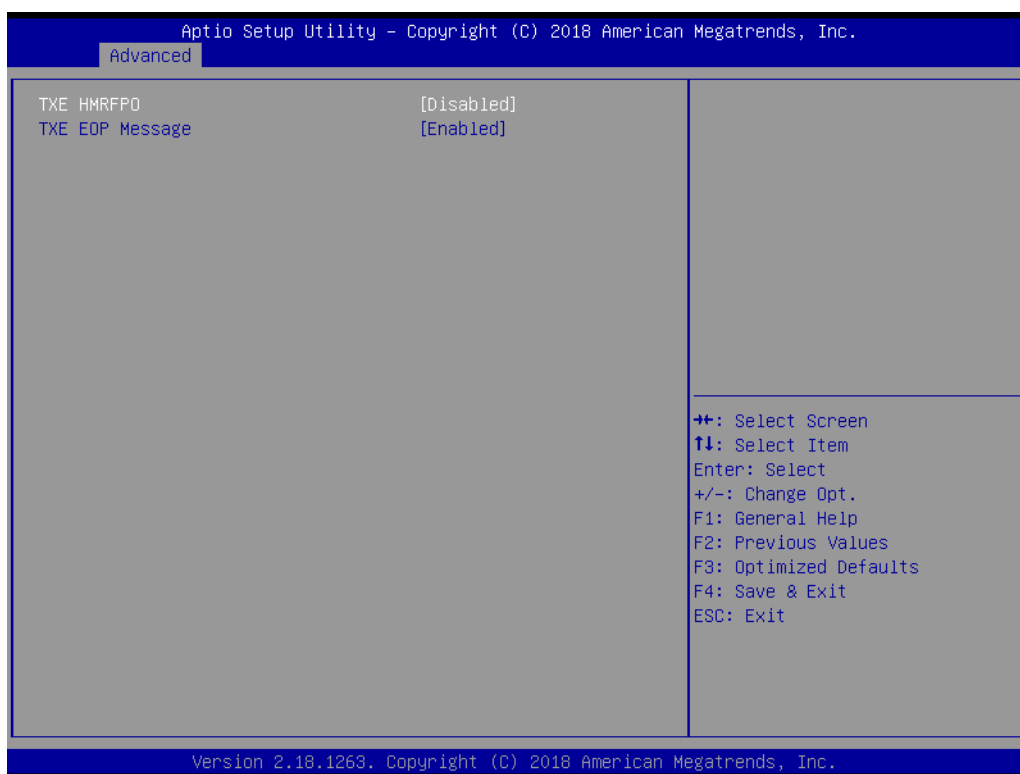 Aptio Setup Utility – Copyright (C) 2018 American Megatrends, Inc.
Advanced
TXE HMRFPO [Disabled]
TXE EOP Message [Enabled]
→←: Select Screen
↑↓: Select Item
Enter: Select
+/-: Change Opt.
F1: General Help
F2: Previous Values
F3: Optimized Defaults
F4: Save & Exit
ESC: Exit
Version 2.18.1263. Copyright (C) 2018 American Megatrends, Inc.